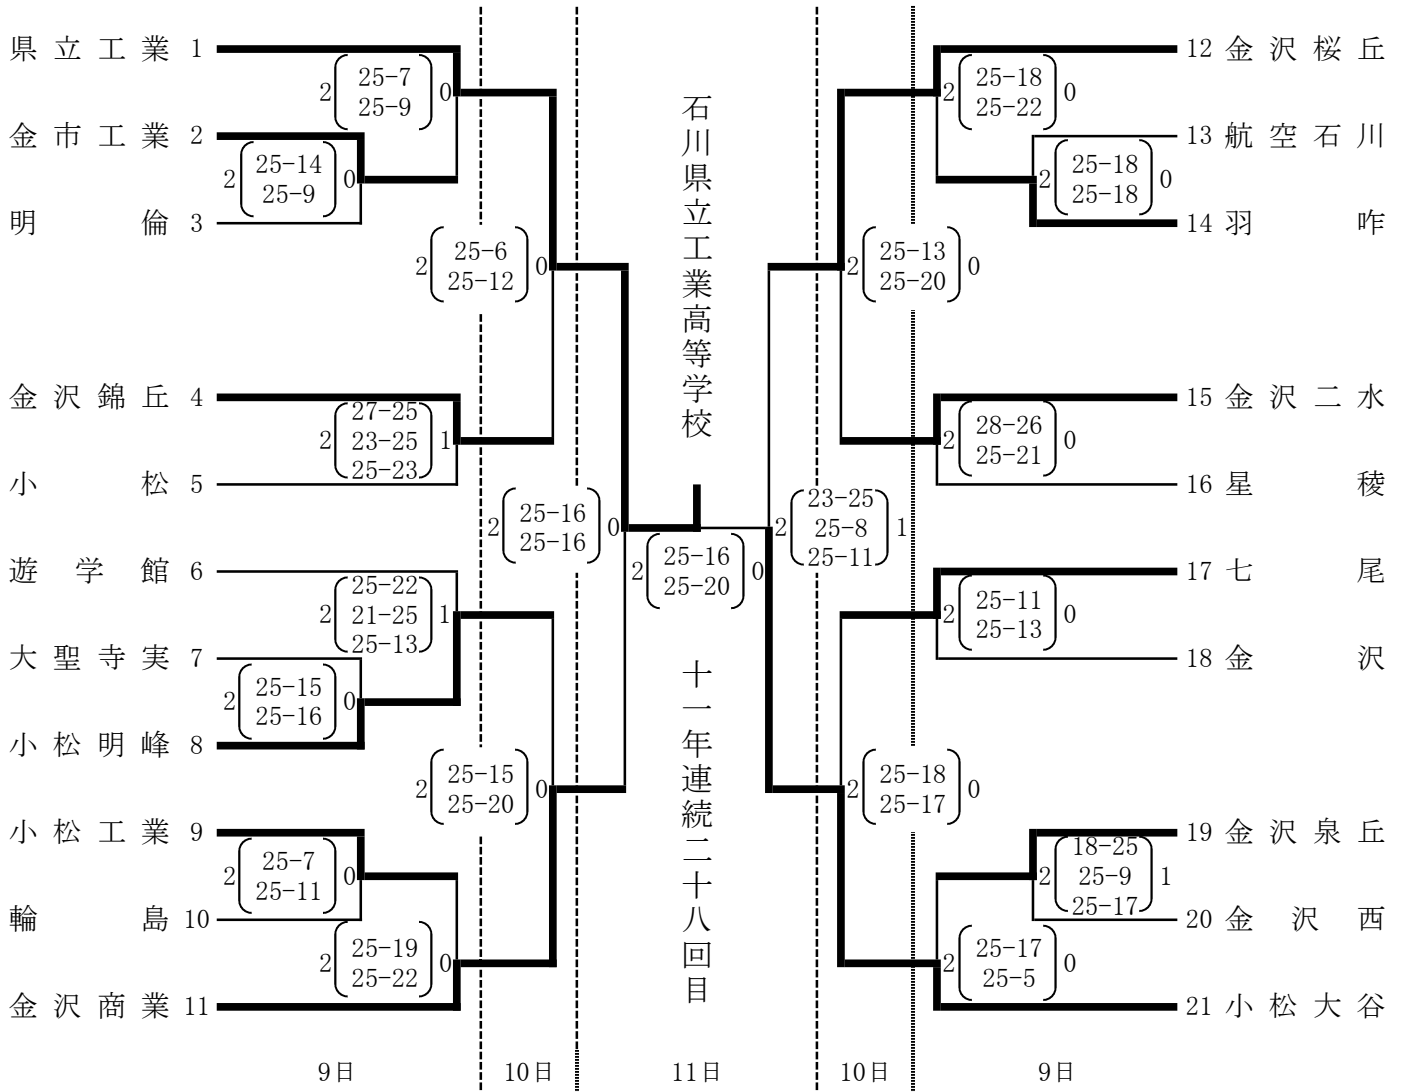 県立工業 1
2 25-7 0
25-9
金市工業 2
2 25-14 0
25-9
明倫 3
2 25-6 0
25-12
金沢錦丘 4
27-25
2 23-25 1
25-23
小松 5
2 25-16 0
25-16
遊学館 6
25-22
2 21-25 1
25-13
大聖寺実 7
2 25-15 0
25-16
小松明峰 8
2 25-15 0
25-20
小松工業 9
2 25-7 0
25-11
輪島 10
2 25-19 0
25-22
金沢商業 11
石川県立工業高等学校
2 25-16 0
25-20
十一年連続二十八回目
12 金沢桜丘
2 25-18 0
25-22
13 航空石川
2 25-18 0
25-18
14 羽咋
2 25-13 0
25-20
15 金沢二水
2 28-26 0
25-21
16 星稜
23-25
2 25-8 1
25-11
17 七尾
2 25-11 0
25-13
18 金沢
2 25-18 0
25-17
19 金沢泉丘
18-25
2 25-9 1
25-17
20 金沢西
2 25-17 0
25-5
21 小松大谷
9日 10日 11日 10日 9日